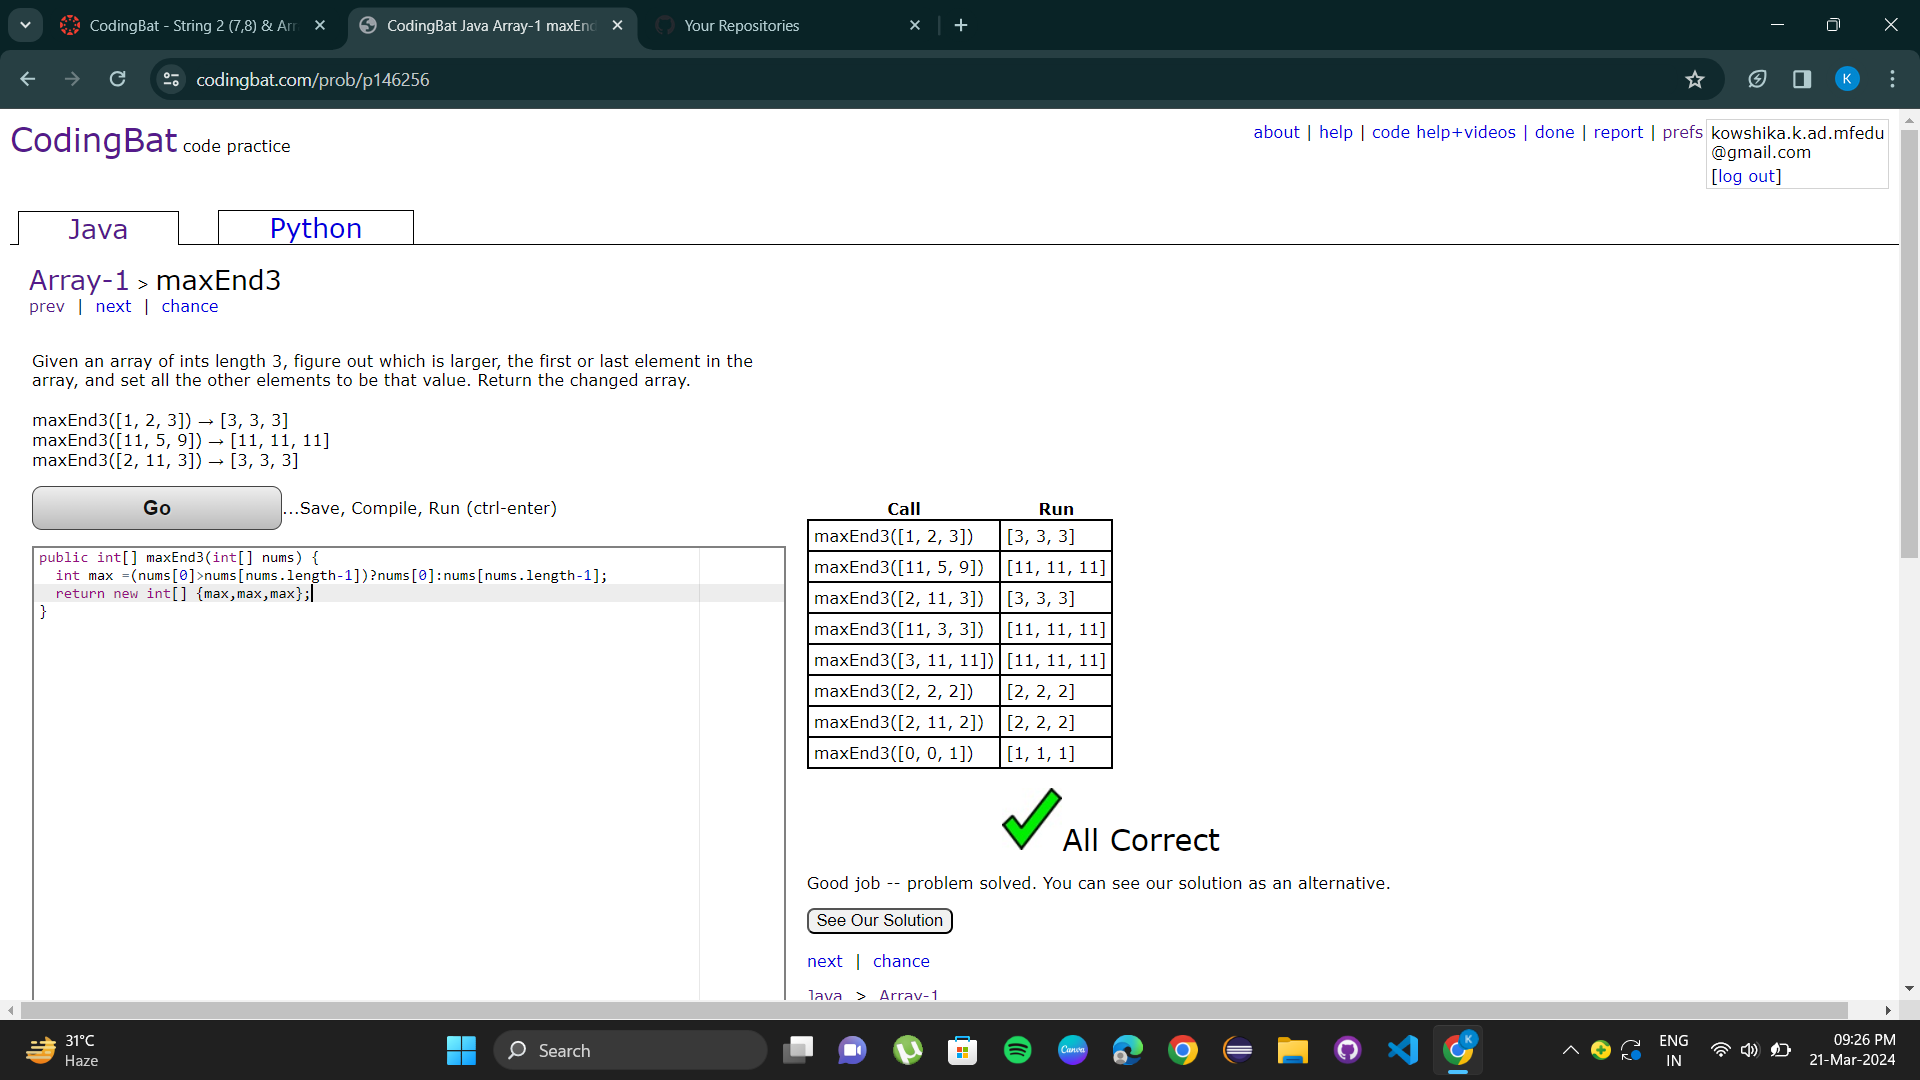 CodingBat - String 2 (7,8) & Arr
CodingBat Java Array-1 maxEnd
Your Repositories
codingbat.com/prob/p146256
K
CodingBat code practice
about | help | code help+videos | done | report | prefs
kowshika.k.ad.mfedu
@gmail.com
[log out]
Java
Python
Array-1 > maxEnd3
prev | next | chance
Given an array of ints length 3, figure out which is larger, the first or last element in the
array, and set all the other elements to be that value. Return the changed array.
maxEnd3([1, 2, 3]) → [3, 3, 3]
maxEnd3([11, 5, 9]) → [11, 11, 11]
maxEnd3([2, 11, 3]) → [3, 3, 3]
Go
...Save, Compile, Run (ctrl-enter)
public int[] maxEnd3(int[] nums) {
int max =(nums[0]>nums[nums.length-1])?nums[0]:nums[nums.length-1];
return new int[] {max,max,max};
}
Call Run
maxEnd3([1, 2, 3]) [3, 3, 3]
maxEnd3([11, 5, 9]) [11, 11, 11]
maxEnd3([2, 11, 3]) [3, 3, 3]
maxEnd3([11, 3, 3]) [11, 11, 11]
maxEnd3([3, 11, 11]) [11, 11, 11]
maxEnd3([2, 2, 2]) [2, 2, 2]
maxEnd3([2, 11, 2]) [2, 2, 2]
maxEnd3([0, 0, 1]) [1, 1, 1]
All Correct
Good job -- problem solved. You can see our solution as an alternative.
See Our Solution
next | chance
Java > Array-1
31°C
Haze
Search
Canva
K
ENG
IN
09:26 PM
21-Mar-2024